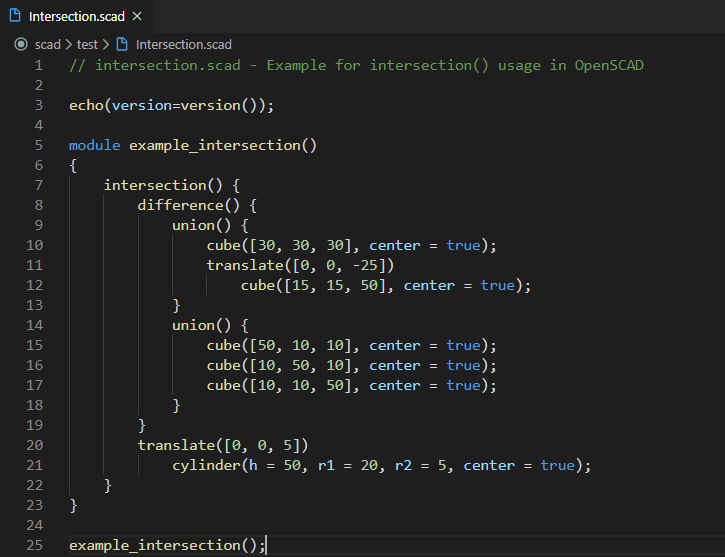 Intersection.scad
scad > test > Intersection.scad
1 // intersection.scad - Example for intersection() usage in OpenSCAD
2
3 echo(version=version());
4
5 module example_intersection()
6 {
7     intersection() {
8         difference() {
9             union() {
10                 cube([30, 30, 30], center = true);
11                 translate([0, 0, -25])
12                     cube([15, 15, 50], center = true);
13             }
14             union() {
15                 cube([50, 10, 10], center = true);
16                 cube([10, 50, 10], center = true);
17                 cube([10, 10, 50], center = true);
18             }
19         }
20         translate([0, 0, 5])
21             cylinder(h = 50, r1 = 20, r2 = 5, center = true);
22     }
23 }
24
25 example_intersection();